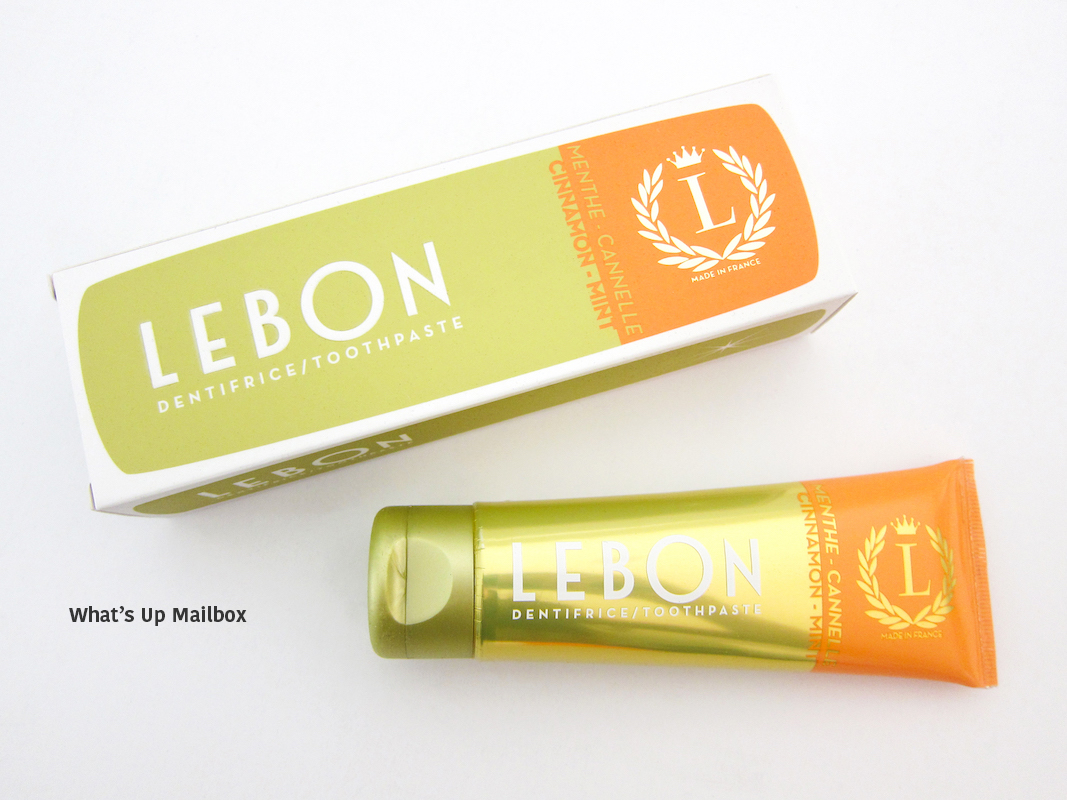 LEBON
DENTIFRICE/TOOTHPASTE
MENTHE · CANNELLE
CINNAMON - MINT
L
MADE IN FRANCE
LEBON
LEBON
DENTIFRICE/TOOTHPASTE
MENTHE - CANNELLE
CINNAMON - MINT
L
MADE IN FRANCE
What's Up Mailbox